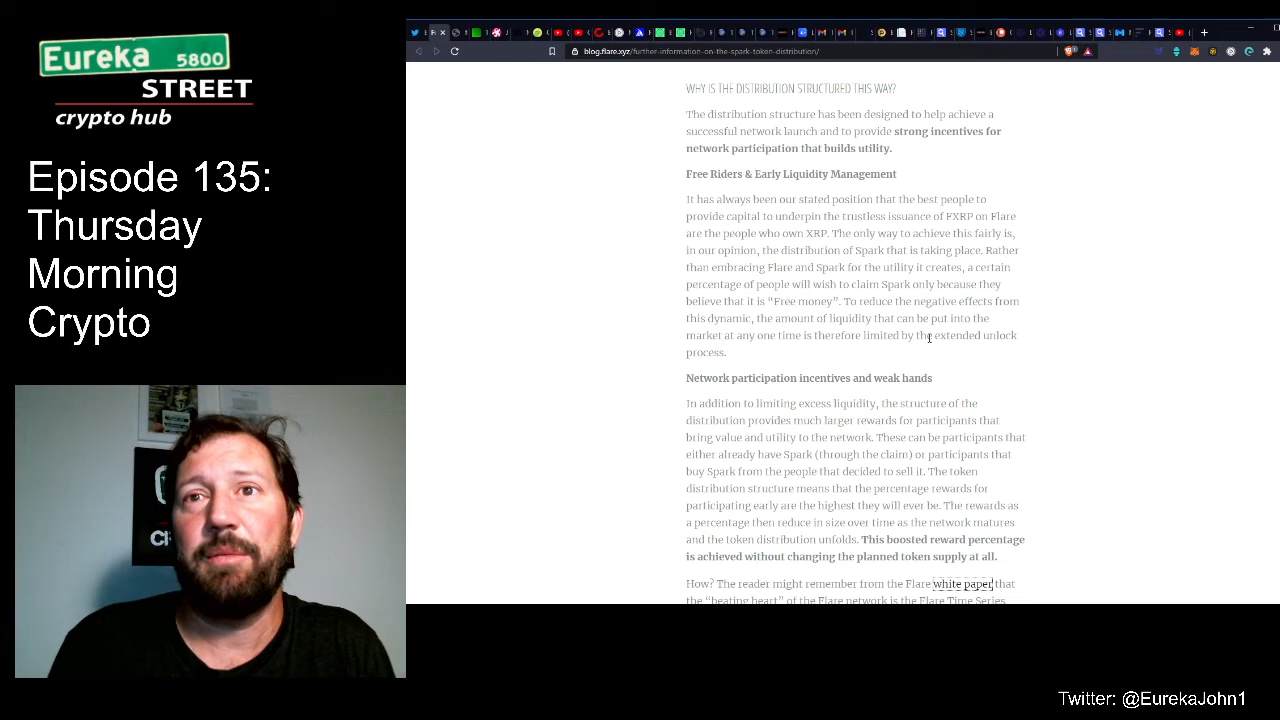 Eureka 5800
STREET
crypto hub
Episode 135:
Thursday
Morning
Crypto
blog.flare.xyz/further-information-on-the-spark-token-distribution/
WHY IS THE DISTRIBUTION STRUCTURED THIS WAY?
The distribution structure has been designed to help achieve a
successful network launch and to provide strong incentives for
network participation that builds utility.
Free Riders & Early Liquidity Management
It has always been our stated position that the best people to
provide capital to underpin the trustless issuance of FXRP on Flare
are the people who own XRP. The only way to achieve this fairly is,
in our opinion, the distribution of Spark that is taking place. Rather
than embracing Flare and Spark for the utility it creates, a certain
percentage of people will wish to claim Spark only because they
believe that it is “Free money”. To reduce the negative effects from
this dynamic, the amount of liquidity that can be put into the
market at any one time is therefore limited by the extended unlock
process.
Network participation incentives and weak hands
In addition to limiting excess liquidity, the structure of the
distribution provides much larger rewards for participants that
bring value and utility to the network. These can be participants that
either already have Spark (through the claim) or participants that
buy Spark from the people that decided to sell it. The token
distribution structure means that the percentage rewards for
participating early are the highest they will ever be. The rewards as
a percentage then reduce in size over time as the network matures
and the token distribution unfolds. This boosted reward percentage
is achieved without changing the planned token supply at all.
How? The reader might remember from the Flare white paper that
the “beating heart” of the Flare network is the Flare Time Series
Twitter: @EurekaJohn1